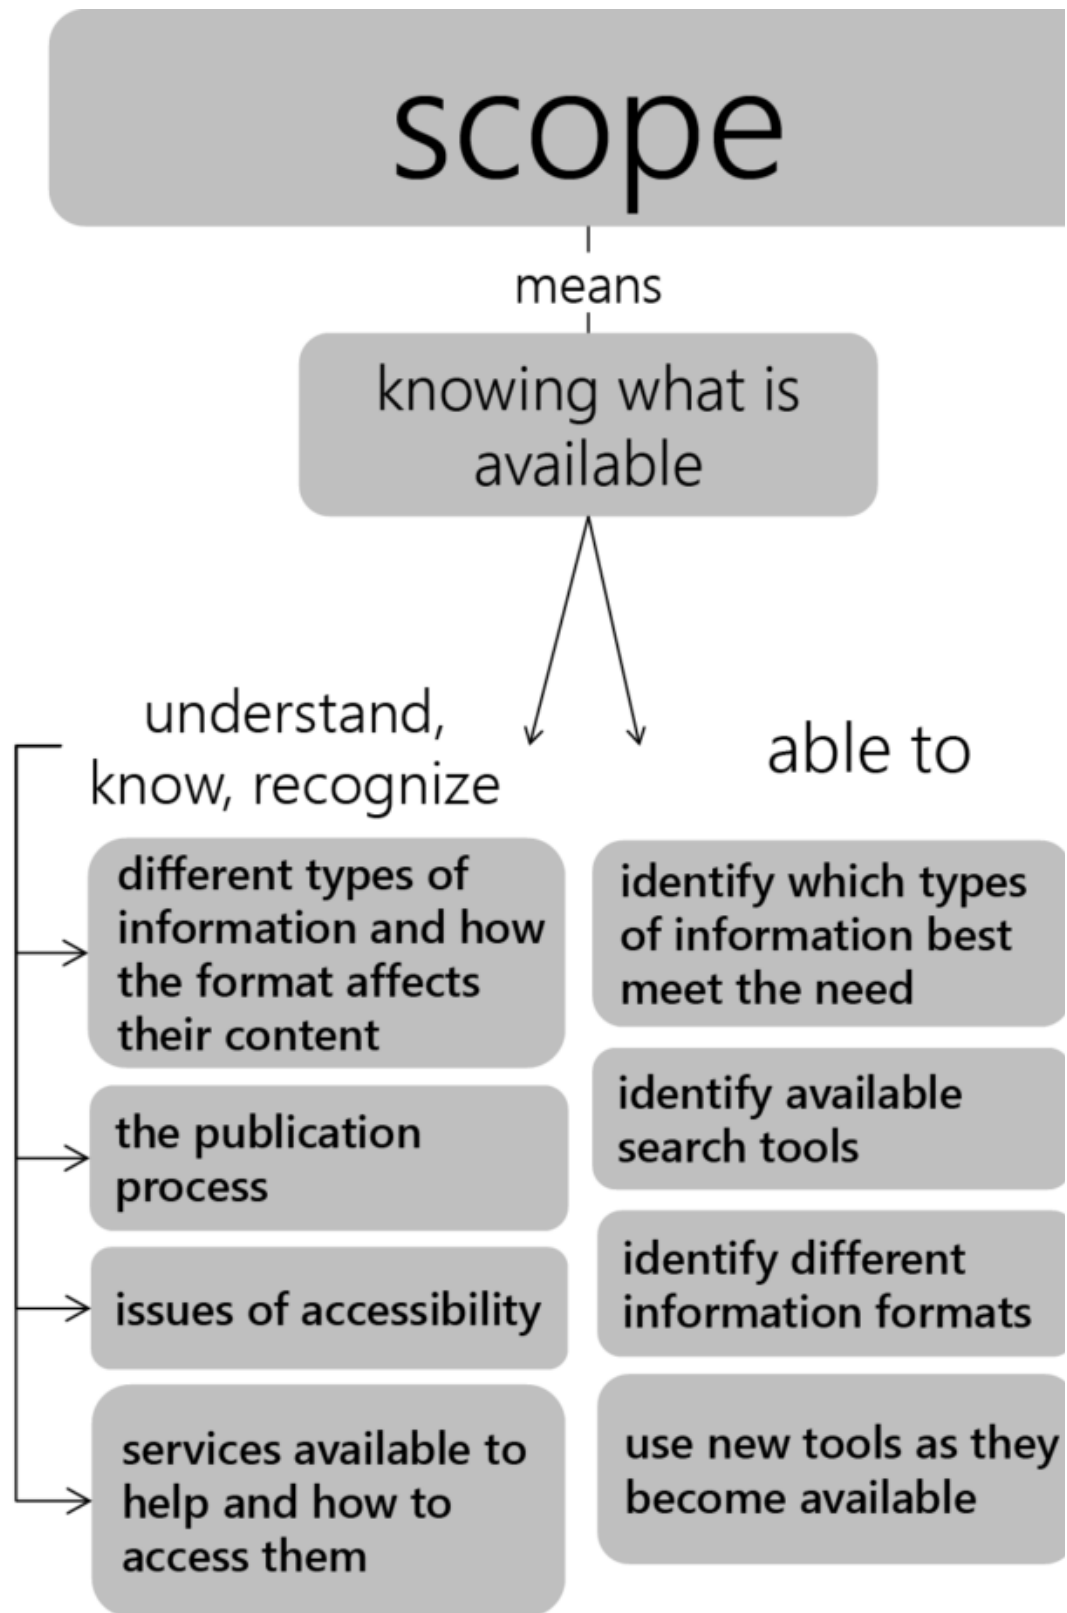 scope
means
knowing what is
available
understand,
know, recognize
different types of
information and how
the format affects
their content
the publication
process
issues of accessibility
services available to
help and how to
access them
able to
identify which types
of information best
meet the need
identify available
search tools
identify different
information formats
use new tools as they
become available